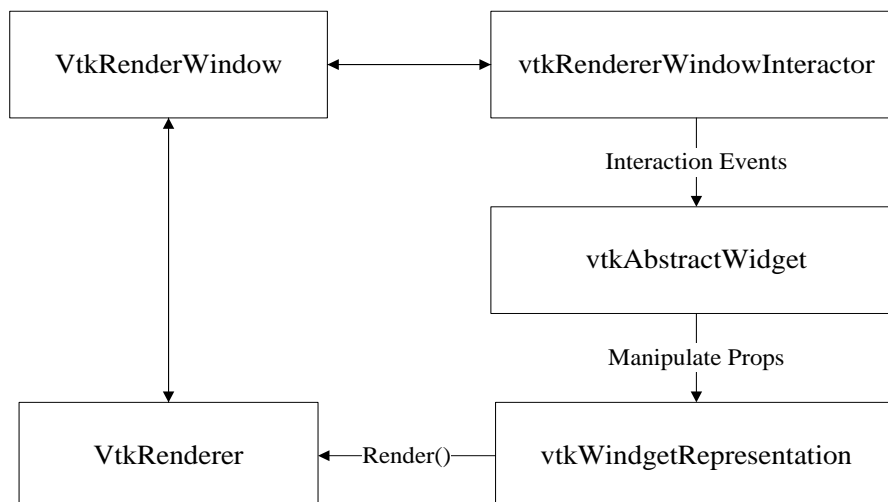 VtkRenderWindow
vtkRendererWindowInteractor
Interaction Events
vtkAbstractWidget
Manipulate Props
VtkRenderer
Render()
vtkWindgetRepresentation